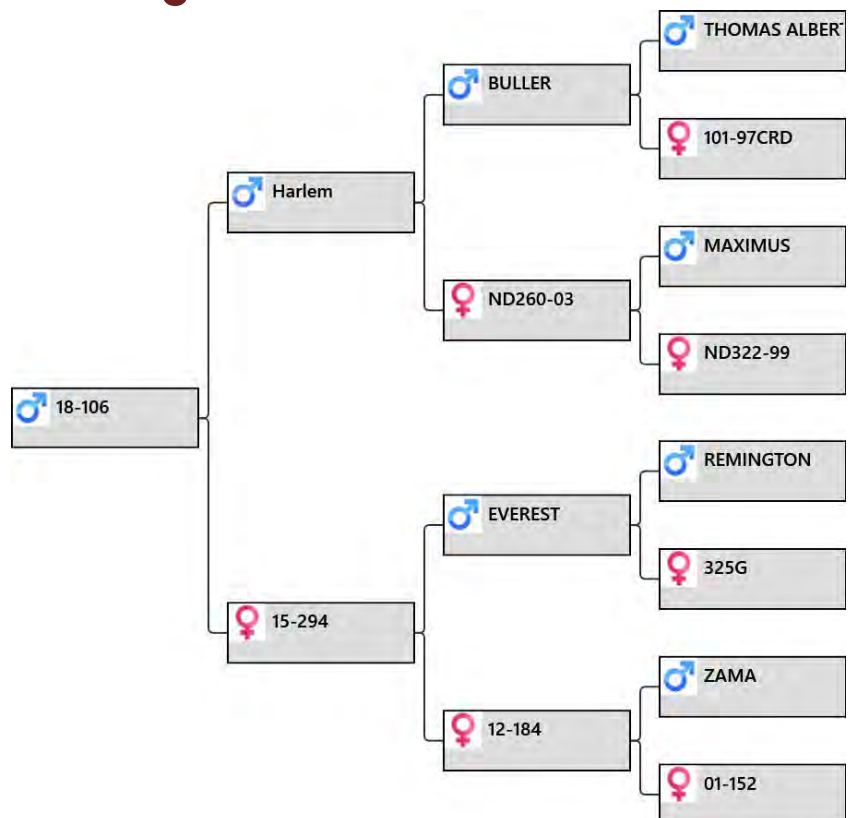 THOMAS ALBERT
BULLER
101-97CRD
Harlem
MAXIMUS
ND260-03
ND322-99
18-106
REMINGTON
EVEREST
325G
15-294
ZAMA
12-184
01-152